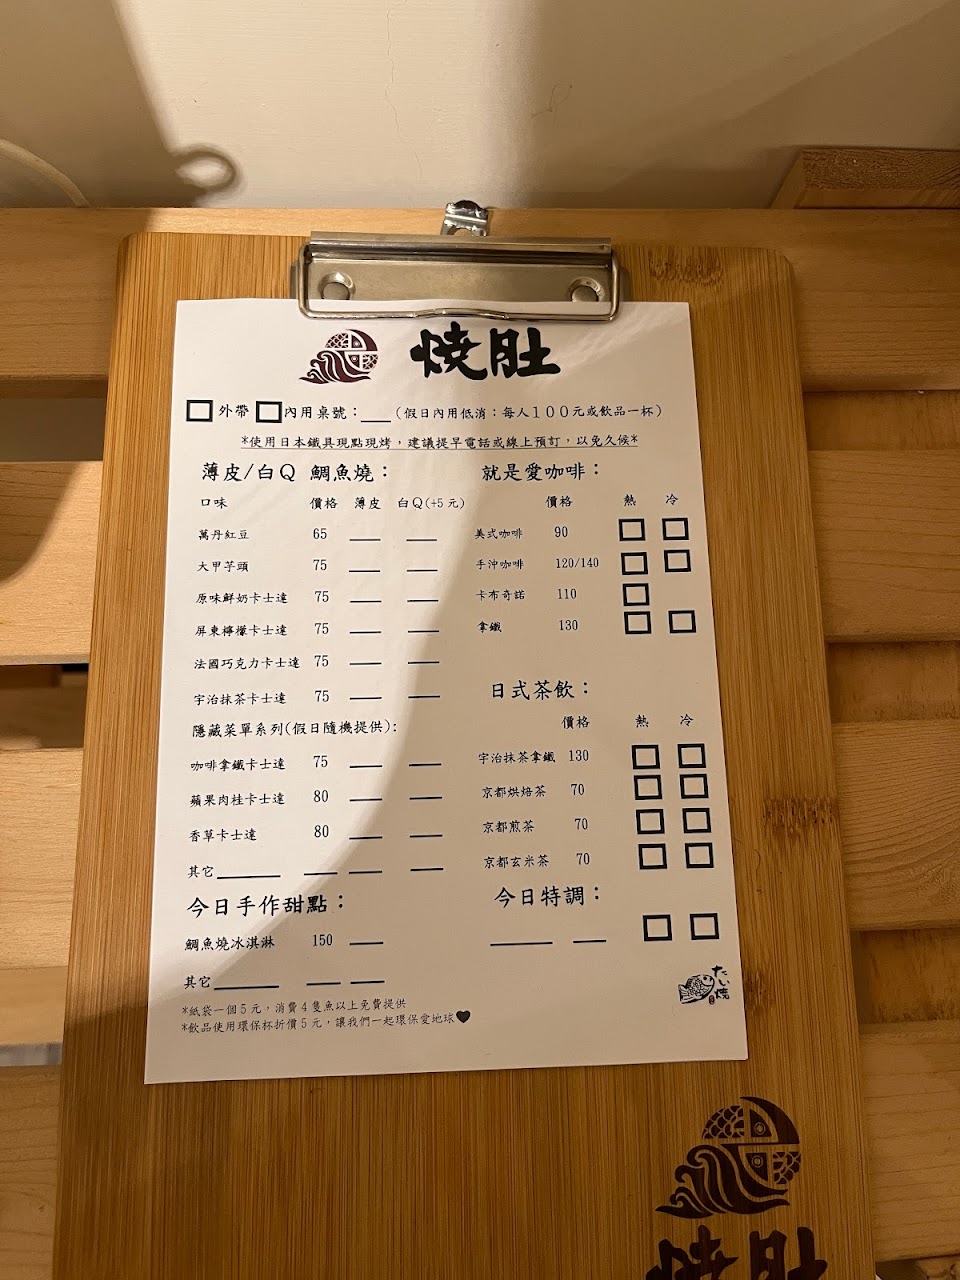 燒肚
外帶 內用桌號：（假日內用低消：每人100元或飲品一杯）
*使用日本鐵具現點現烤，建議提早電話或線上預訂，以免久候*
薄皮/白Q 鯛魚燒：
口味 價格 薄皮 白Q(+5元)
萬丹紅豆 65
大甲芋頭 75
原味鮮奶卡士達 75
屏東檸檬卡士達 75
法國巧克力卡士達 75
宇治抹茶卡士達 75
隱藏菜單系列(假日隨機提供):
咖啡拿鐵卡士達 75
蘋果肉桂卡士達 80
香草卡士達 80
其它
今日手作甜點：
鯛魚燒冰淇淋 150
其它
*紙袋一個5元，消費4隻魚以上免費提供
*飲品使用環保杯折價5元，讓我們一起環保愛地球♥
就是愛咖啡：
價格 熱 冷
美式咖啡 90
手沖咖啡 120/140
卡布奇諾 110
拿鐵 130
日式茶飲：
價格 熱 冷
宇治抹茶拿鐵 130
京都烘焙茶 70
京都煎茶 70
京都玄米茶 70
今日特調：
たい焼
燒肚